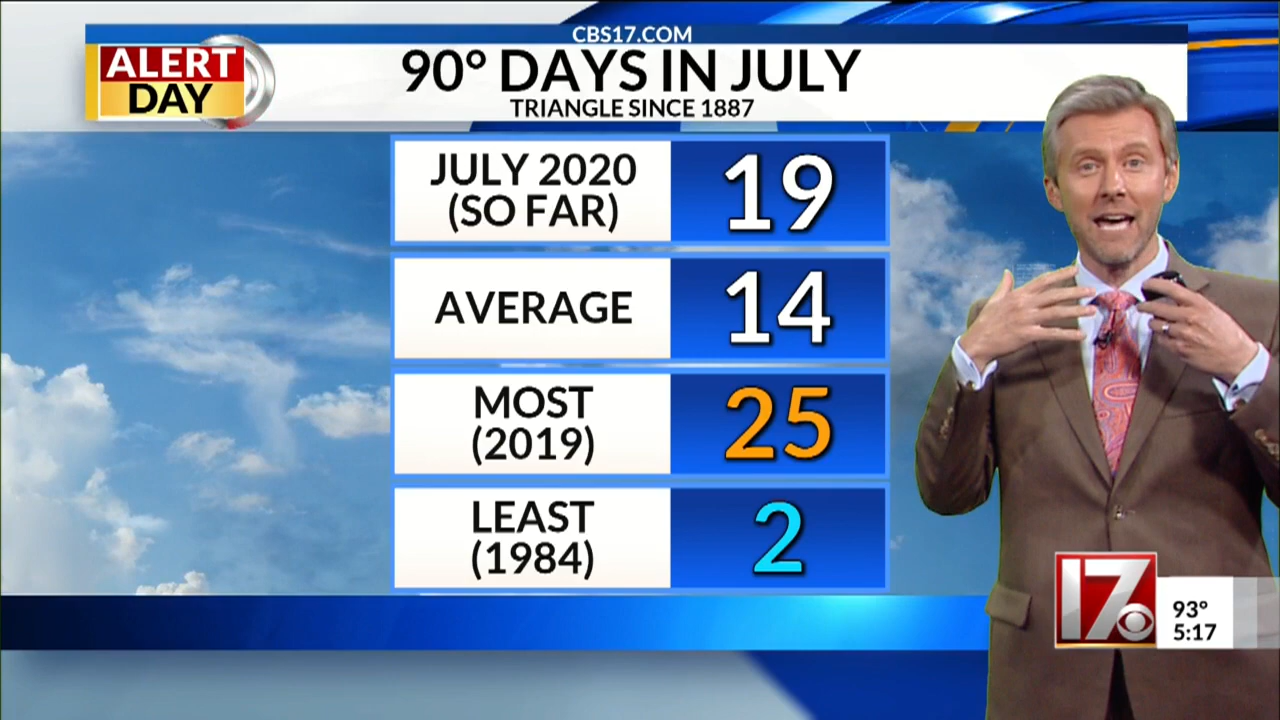 CBS17.COM
ALERT
DAY
90° DAYS IN JULY
TRIANGLE SINCE 1887
JULY 2020
(SO FAR)
19
AVERAGE
14
MOST
(2019)
25
LEAST
(1984)
2
17
93°
5:17